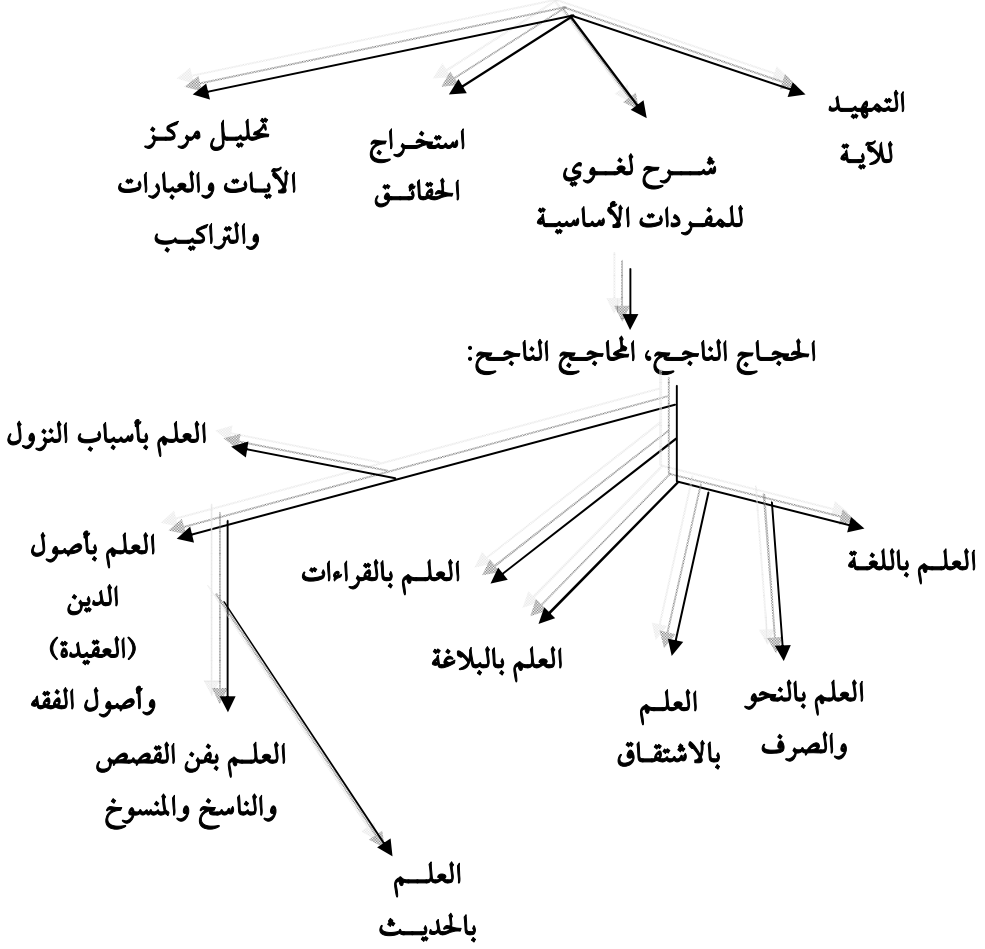 التمهيد
للآية
شرح لغوي
للمفردات الأساسية
استخراج
الحقائق
تحليل مركز
الآيات والعبارات
والتراكيب
الحجاج الناجح، المحاجج الناجح:
العلم باللغة
العلم بالنحو
والصرف
العلم
بالاشتقاق
العلم بالبلاغة
العلم بالقراءات
العلم بأسباب النزول
العلم بأصول
الدين
(العقيدة)
وأصول الفقه
العلم بفن القصص
والناسخ والمنسوخ
العلم
بالحديث